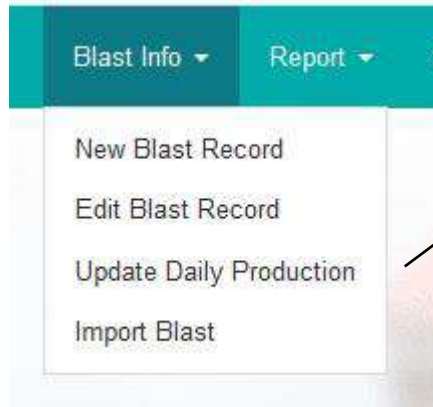 Blast Info Report
New Blast Record
Edit Blast Record
Update Daily Production
Import Blast